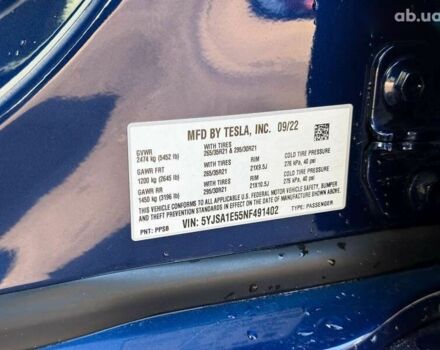 ab.ua
MFD BY TESLA, INC. 09/22
GVWR WITH TIRES
2474 kg (5452 lb) 265/35R21 & 295/30R21
GAWR FRT WITH TIRES RIM COLD TIRE PRESSURE
1200 kg (2645 lb) 265/35R21 21X9.5J 275 kPa, 40 psi
GAWR RR WITH TIRES RIM COLD TIRE PRESSURE
1450 kg (3196 lb) 295/30R21 21X10.5J 275 kPa, 40 psi
THIS VEHICLE CONFORMS TO ALL APPLICABLE U.S. FEDERAL MOTOR VEHICLE SAFETY, BUMPER,
AND THEFT PREVENTION STANDARDS IN EFFECT ON THE DATE OF MANUFACTURE SHOWN ABOVE.
VIN: 5YJSA1E55NF491402 TYPE: PASSENGER
PNT: PPSB